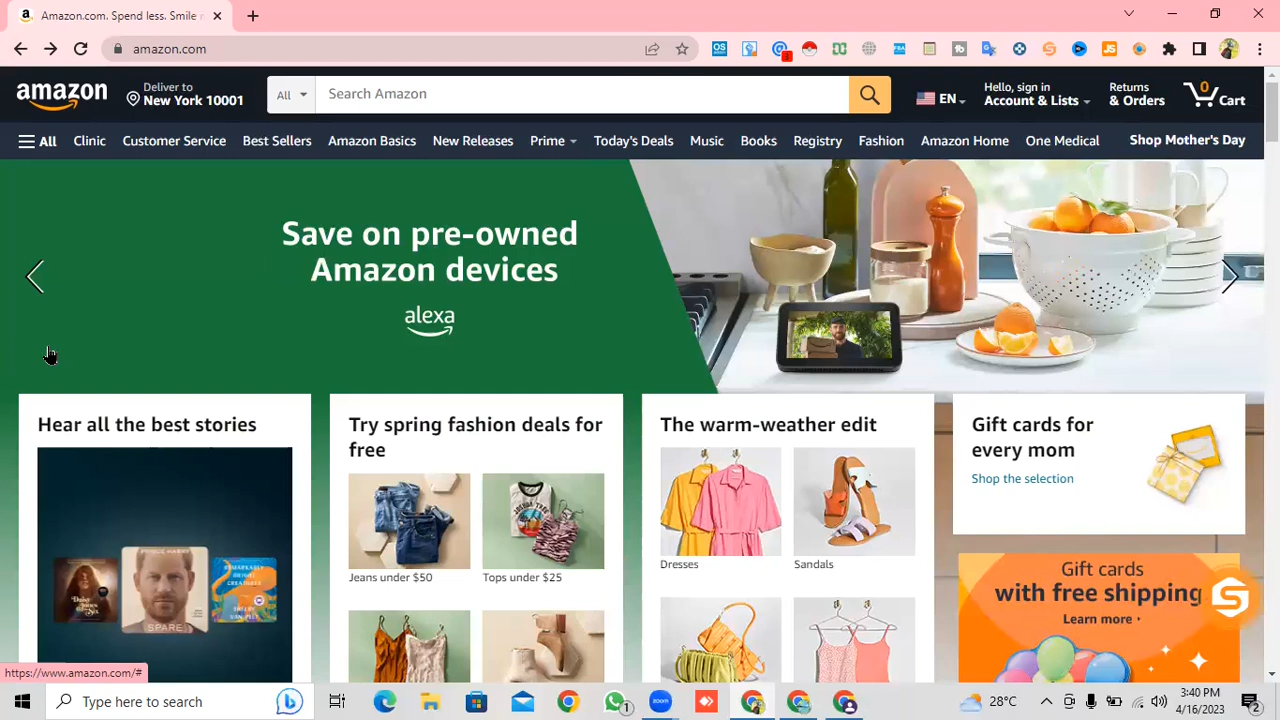 Amazon.com. Spend less. Smile
amazon.com
amazon
Deliver to
New York 10001
All
Search Amazon
EN
Hello, sign in
Account & Lists
Returns
& Orders
0
Cart
All
Clinic
Customer Service
Best Sellers
Amazon Basics
New Releases
Prime
Today's Deals
Music
Books
Registry
Fashion
Amazon Home
One Medical
Shop Mother's Day
Save on pre-owned
Amazon devices
alexa
Hear all the best stories
PRINCE HARRY
SPARE
Try spring fashion deals for
free
Jeans under $50
Tops under $25
The warm-weather edit
Dresses
Sandals
Gift cards for
every mom
Shop the selection
Gift cards
with free shipping
Learn more
https://www.amazon.com/#
Type here to search
zoom
1
28°C
3:40 PM
4/16/2023
2